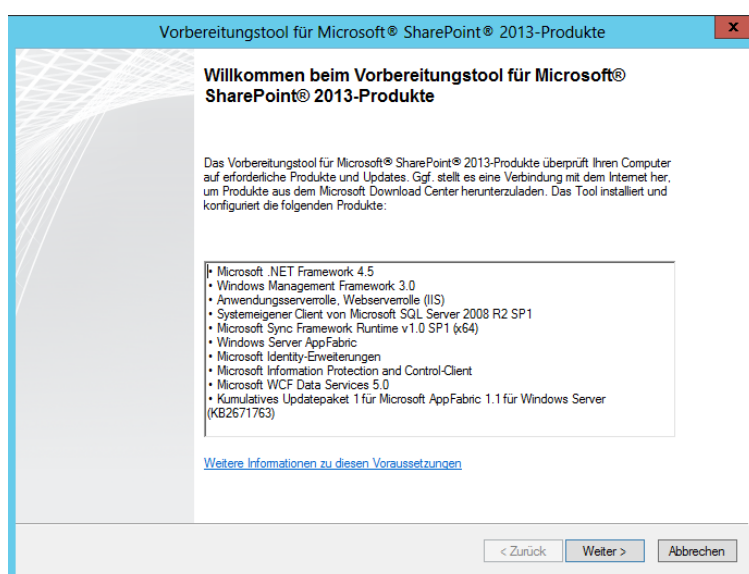 Vorbereitungstool für Microsoft® SharePoint® 2013-Produkte
x
Willkommen beim Vorbereitungstool für Microsoft®
SharePoint® 2013-Produkte
Das Vorbereitungstool für Microsoft® SharePoint® 2013-Produkte überprüft Ihren Computer
auf erforderliche Produkte und Updates. Ggf. stellt es eine Verbindung mit dem Internet her,
um Produkte aus dem Microsoft Download Center herunterzuladen. Das Tool installiert und
konfiguriert die folgenden Produkte:
• Microsoft .NET Framework 4.5
• Windows Management Framework 3.0
• Anwendungsserverrolle, Webserverrolle (IIS)
• Systemeigener Client von Microsoft SQL Server 2008 R2 SP1
• Microsoft Sync Framework Runtime v1.0 SP1 (x64)
• Windows Server AppFabric
• Microsoft Identity-Erweiterungen
• Microsoft Information Protection and Control-Client
• Microsoft WCF Data Services 5.0
• Kumulatives Updatepaket 1 für Microsoft AppFabric 1.1 für Windows Server
(KB2671763)
Weitere Informationen zu diesen Voraussetzungen
< Zurück Weiter > Abbrechen